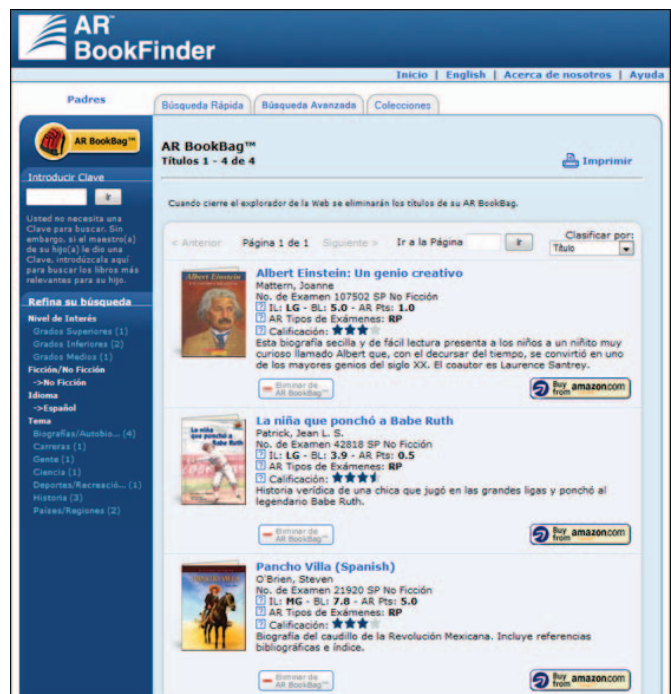 AR™
BookFinder
Inicio | English | Acerca de nosotros | Ayuda
Padres
Búsqueda Rápida
Búsqueda Avanzada
Colecciones
AR BookBag™
Introducir Clave
Ir
Usted no necesita una
Clave para buscar. Sin
embargo, si el maestro(a)
de su hijo(a) le dio una
Clave, introdúzcala aquí
para buscar los libros más
relevantes para su hijo.
Refina su búsqueda
Nivel de Interés
Grados Superiores (1)
Grados Inferiores (2)
Grados Medios (1)
Ficción/No Ficción
->No Ficción
Idioma
->Español
Tema
Biografías/Autobio... (4)
Carreras (1)
Gente (1)
Ciencia (1)
Deportes/Recreació... (1)
Historia (3)
Países/Regiones (2)
AR BookBag™
Títulos 1 - 4 de 4
Imprimir
Cuando cierre el explorador de la Web se eliminarán los títulos de su AR BookBag.
< Anterior Página 1 de 1 Siguiente > Ir a la Página Ir
Clasificar por:
Título
Albert Einstein
Albert Einstein: Un genio creativo
Mattern, Joanne
No. de Examen 107502 SP No Ficción
IL: LG - BL: 5.0 - AR Pts: 1.0
AR Tipos de Exámenes: RP
Calificación:
Esta biografía secilla y de fácil lectura presenta a los niños a un niñito muy
curioso llamado Albert que, con el decursar del tiempo, se convirtió en uno
de los mayores genios del siglo XX. El coautor es Laurence Santrey.
Eliminar de
AR BookBag™
Buy from amazon.com
La niña
que ponchó a
Babe Ruth
La niña que ponchó a Babe Ruth
Patrick, Jean L. S.
No. de Examen 42818 SP No Ficción
IL: LG - BL: 3.9 - AR Pts: 0.5
AR Tipos de Exámenes: RP
Calificación:
Historia verídica de una chica que jugó en las grandes ligas y ponchó al
legendario Babe Ruth.
Eliminar de
AR BookBag™
Buy from amazon.com
PANCHO VILLA
Pancho Villa (Spanish)
O'Brien, Steven
No. de Examen 21920 SP No Ficción
IL: MG - BL: 7.8 - AR Pts: 5.0
AR Tipos de Exámenes: RP
Calificación:
Biografía del caudillo de la Revolución Mexicana. Incluye referencias
bibliográficas e índice.
Eliminar de
AR BookBag™
Buy from amazon.com